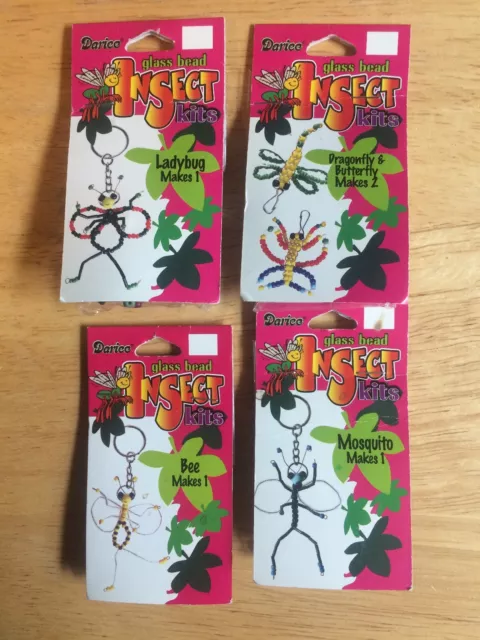 Darice
glass bead
INSECT
kits
Ladybug
Makes 1
Darice
glass bead
INSECT
kits
Dragonfly &
Butterfly
Makes 2
Darice
glass bead
INSECT
kits
Bee
Makes 1
Darice
glass bead
INSECT
kits
Mosquito
Makes 1